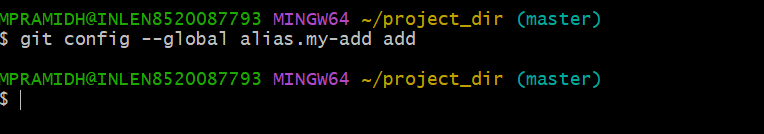 MPRAMIDH@INLEN8520087793 MINGW64 ~/project_dir (master)
$ git config --global alias.my-add add
MPRAMIDH@INLEN8520087793 MINGW64 ~/project_dir (master)
$